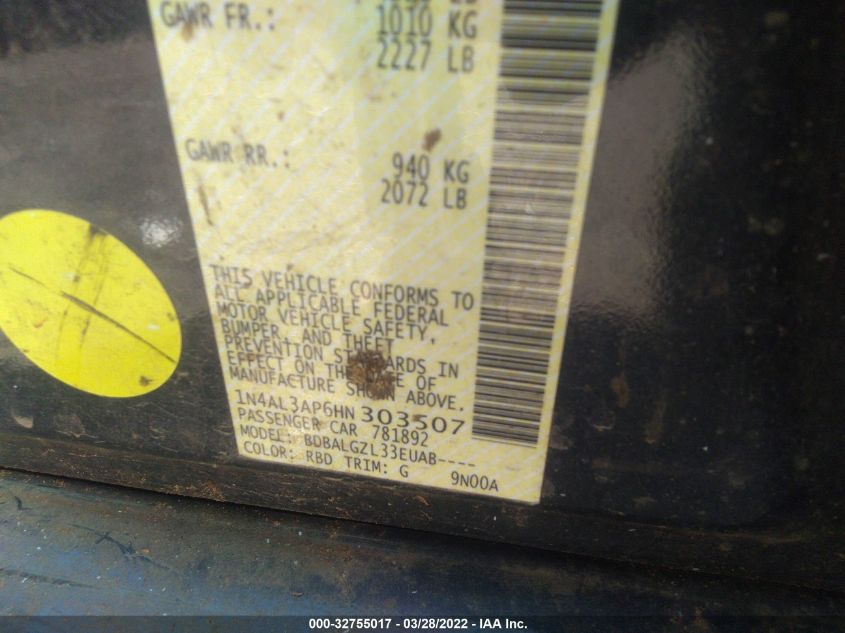 GAWR FR.: 1010 KG
2227 LB
GAWR RR.: 940 KG
2072 LB
THIS VEHICLE CONFORMS TO
ALL APPLICABLE FEDERAL
MOTOR VEHICLE SAFETY,
BUMPER, AND THEFT
PREVENTION STANDARDS IN
EFFECT ON THE DATE OF
MANUFACTURE SHOWN ABOVE.
1N4AL3AP6HN303507
PASSENGER CAR 781892
MODEL: BDBALGZL33EUAB----
COLOR: RBD TRIM: G 9N00A
000-32755017 - 03/28/2022 - IAA Inc.